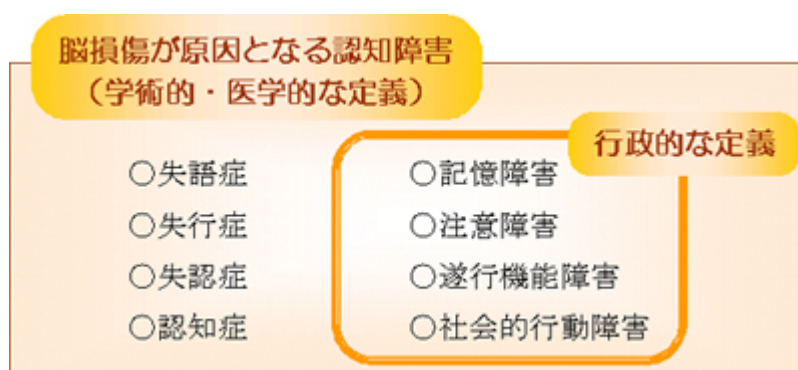 脳損傷が原因となる認知障害
（学術的・医学的な定義）
行政的な定義
○失語症
○失行症
○失認症
○認知症
○記憶障害
○注意障害
○遂行機能障害
○社会的行動障害